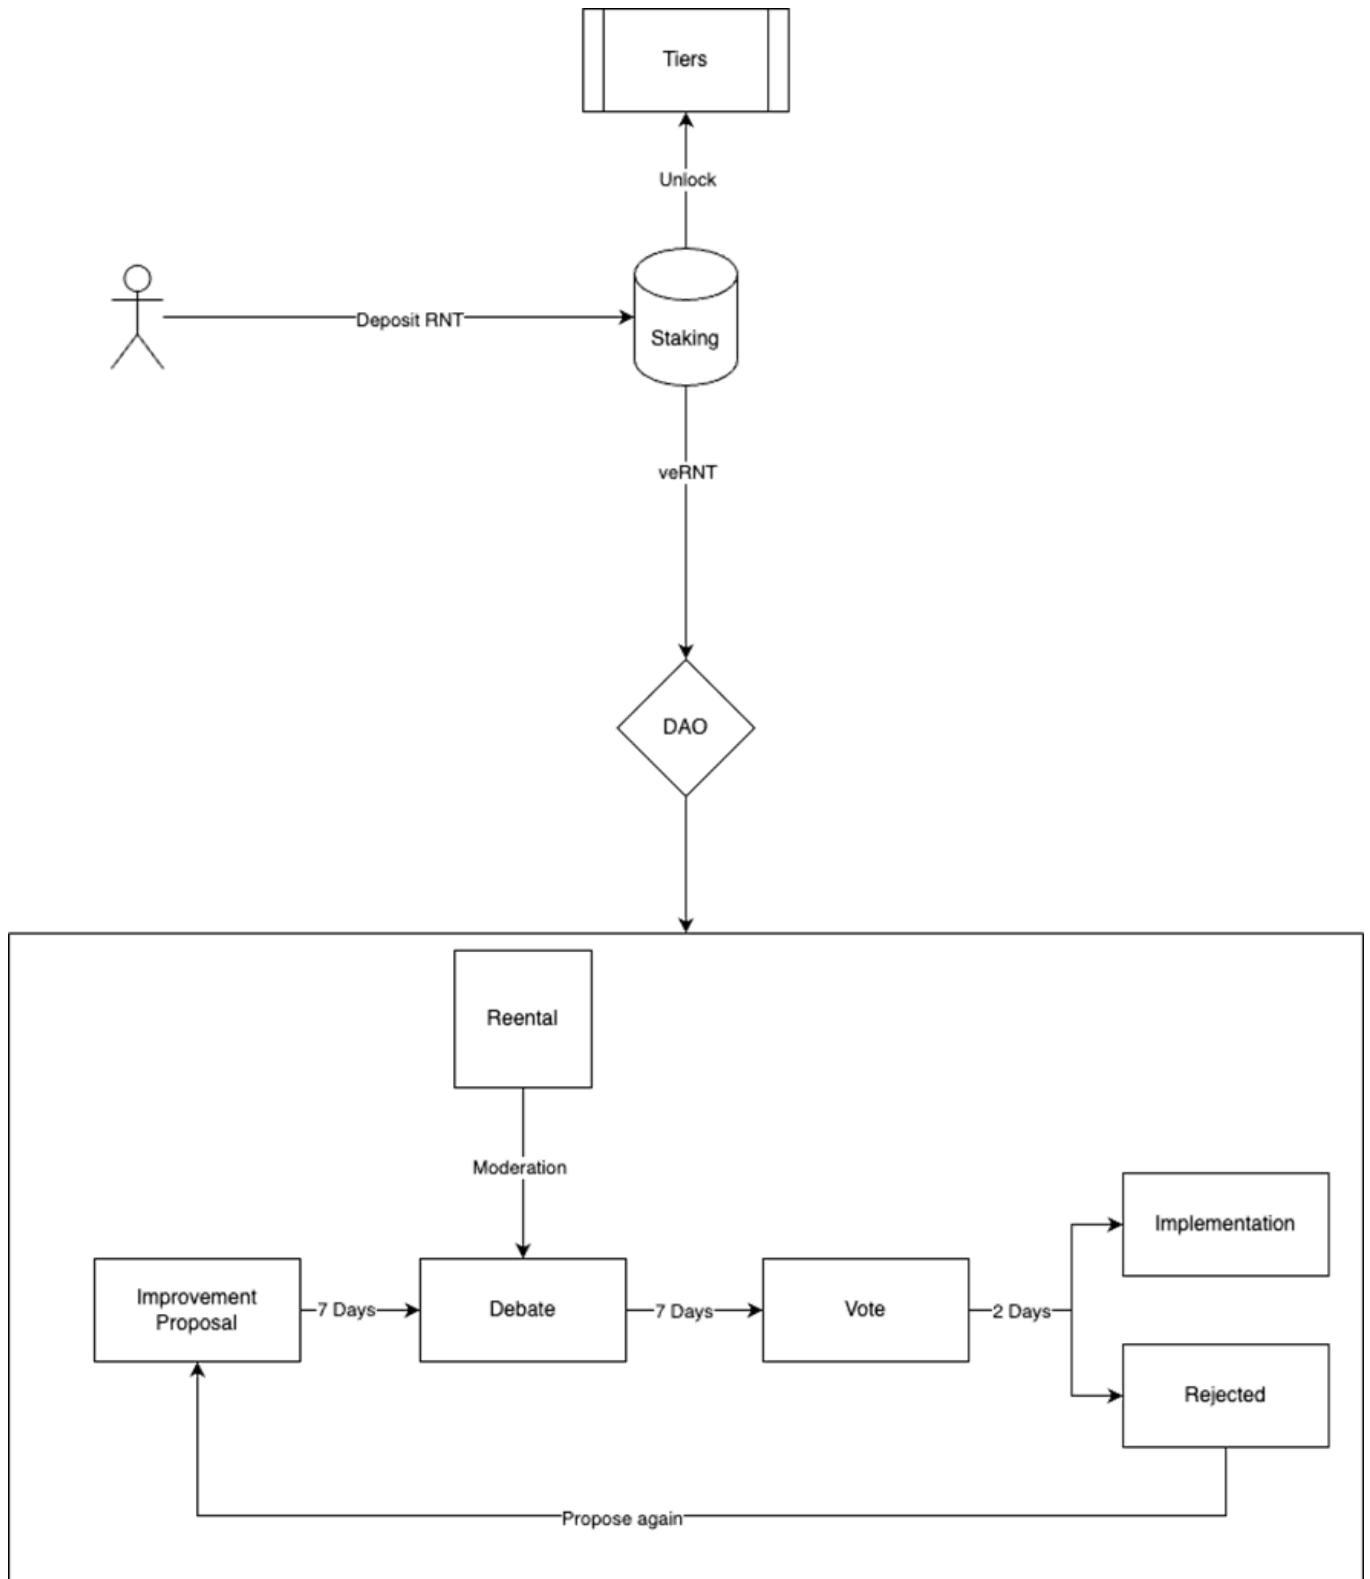 Tiers
Unlock
Deposit RNT
Staking
veRNT
DAO
Reental
Moderation
Implementation
Improvement
Proposal
7 Days
Debate
7 Days
Vote
2 Days
Rejected
Propose again